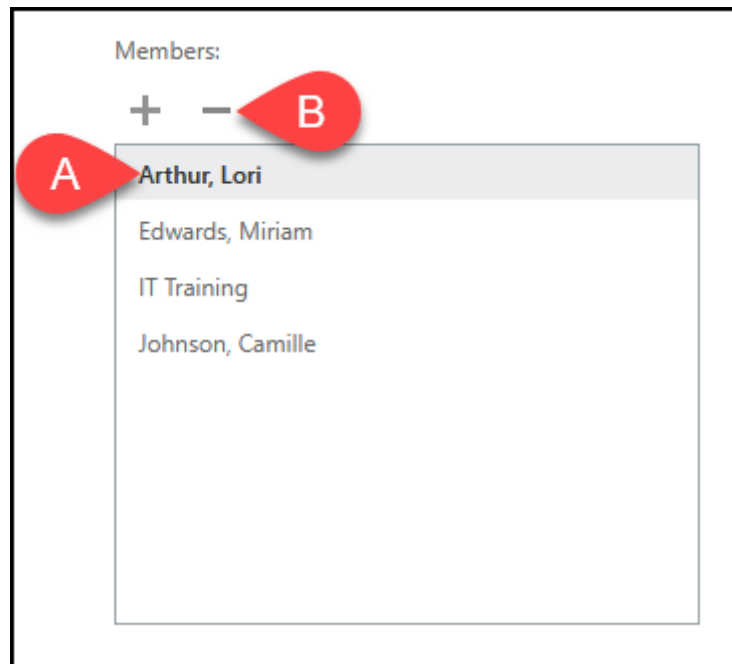 Members:
+ −
B
A
Arthur, Lori
Edwards, Miriam
IT Training
Johnson, Camille